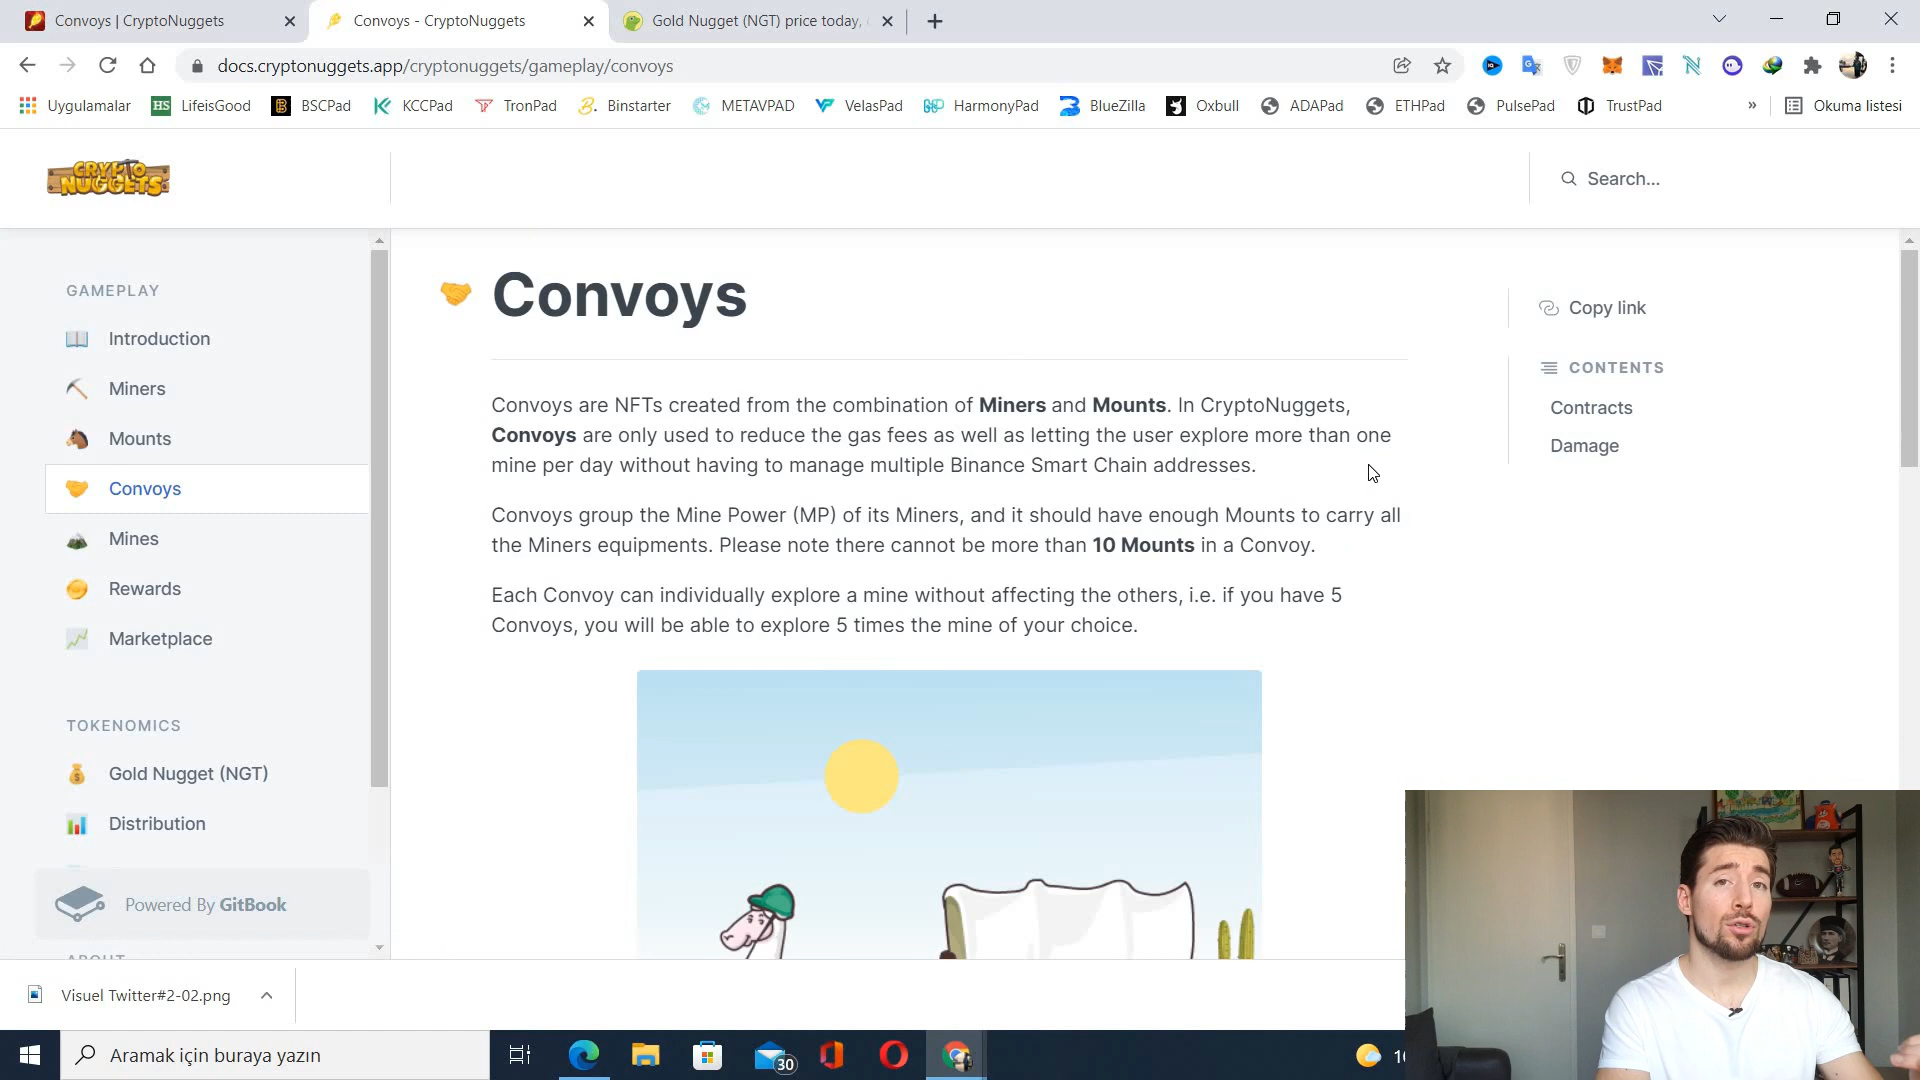 Convoys | CryptoNuggets
Convoys - CryptoNuggets
Gold Nugget (NGT) price today,
docs.cryptonuggets.app/cryptonuggets/gameplay/convoys
Uygulamalar
HS LifeisGood
BSCPad
KCCPad
TronPad
Binstarter
METAVPAD
VelasPad
HarmonyPad
BlueZilla
Oxbull
ADAPad
ETHPad
PulsePad
TrustPad
»
Okuma listesi
CRYPTO
NUGGETS
Search...
GAMEPLAY
Introduction
Miners
Mounts
Convoys
Mines
Rewards
Marketplace
TOKENOMICS
Gold Nugget (NGT)
Distribution
Powered By GitBook
ABOUT
Convoys
Convoys are NFTs created from the combination of Miners and Mounts. In CryptoNuggets,
Convoys are only used to reduce the gas fees as well as letting the user explore more than one
mine per day without having to manage multiple Binance Smart Chain addresses.
Convoys group the Mine Power (MP) of its Miners, and it should have enough Mounts to carry all
the Miners equipments. Please note there cannot be more than 10 Mounts in a Convoy.
Each Convoy can individually explore a mine without affecting the others, i.e. if you have 5
Convoys, you will be able to explore 5 times the mine of your choice.
Copy link
CONTENTS
Contracts
Damage
Visuel Twitter#2-02.png
Aramak için buraya yazın
30